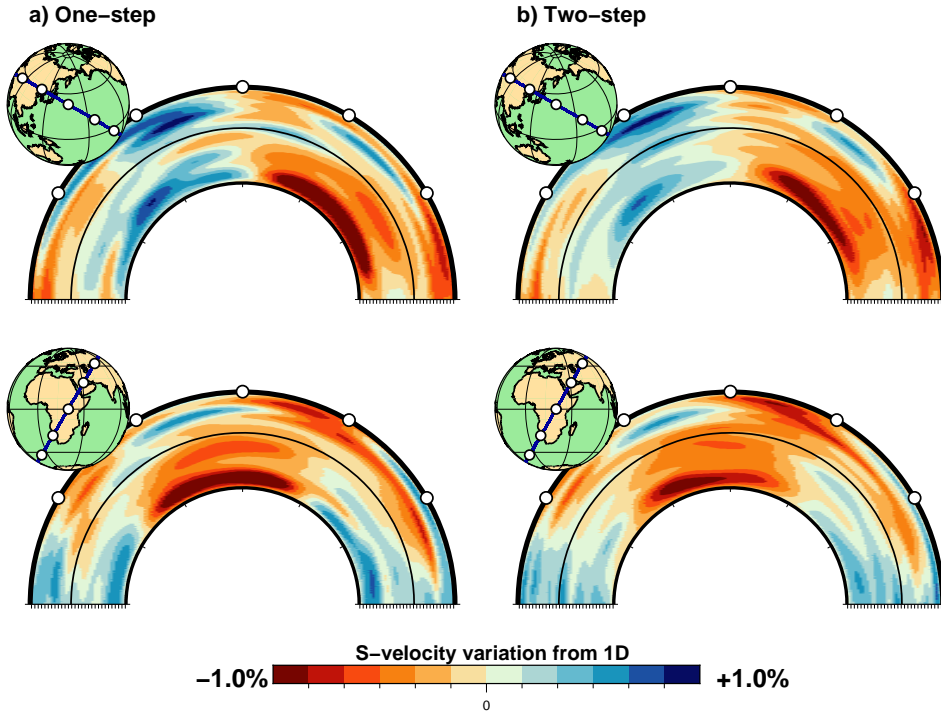 a) One−step
b) Two−step
S−velocity variation from 1D
−1.0%
+1.0%
0